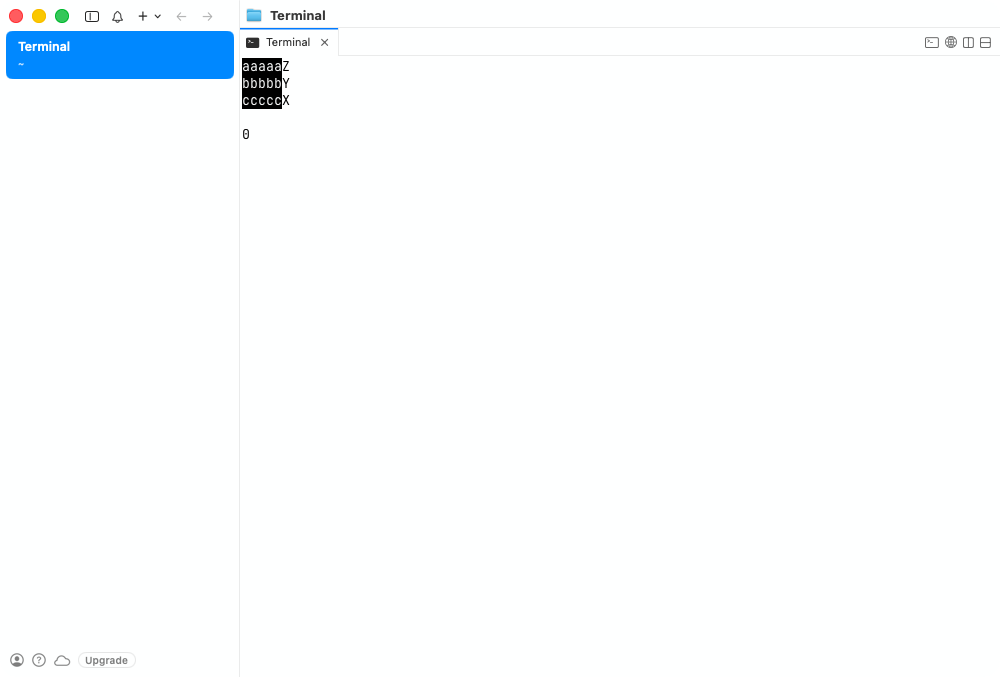 Terminal
Terminal
~
Terminal
aaaaaZ
bbbbbY
cccccX
0
Upgrade